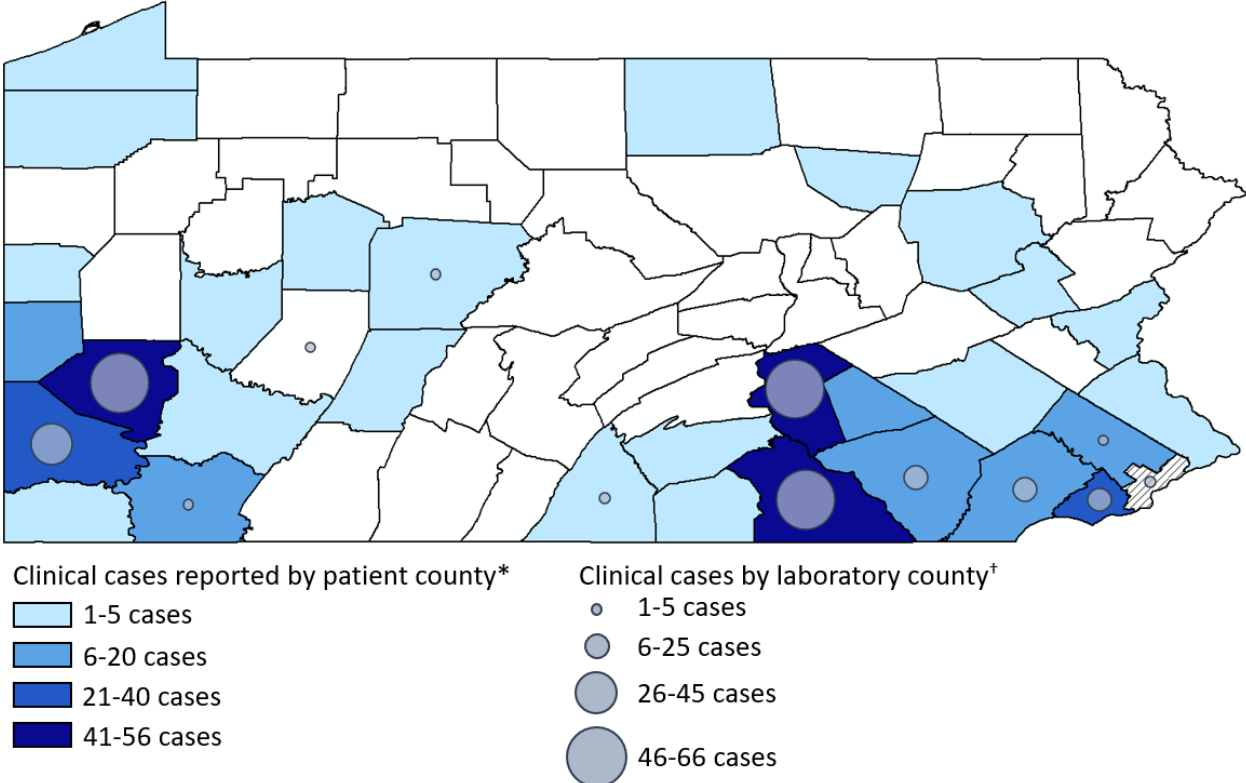 Clinical cases reported by patient county*
1-5 cases
6-20 cases
21-40 cases
41-56 cases
Clinical cases by laboratory county†
1-5 cases
6-25 cases
26-45 cases
46-66 cases